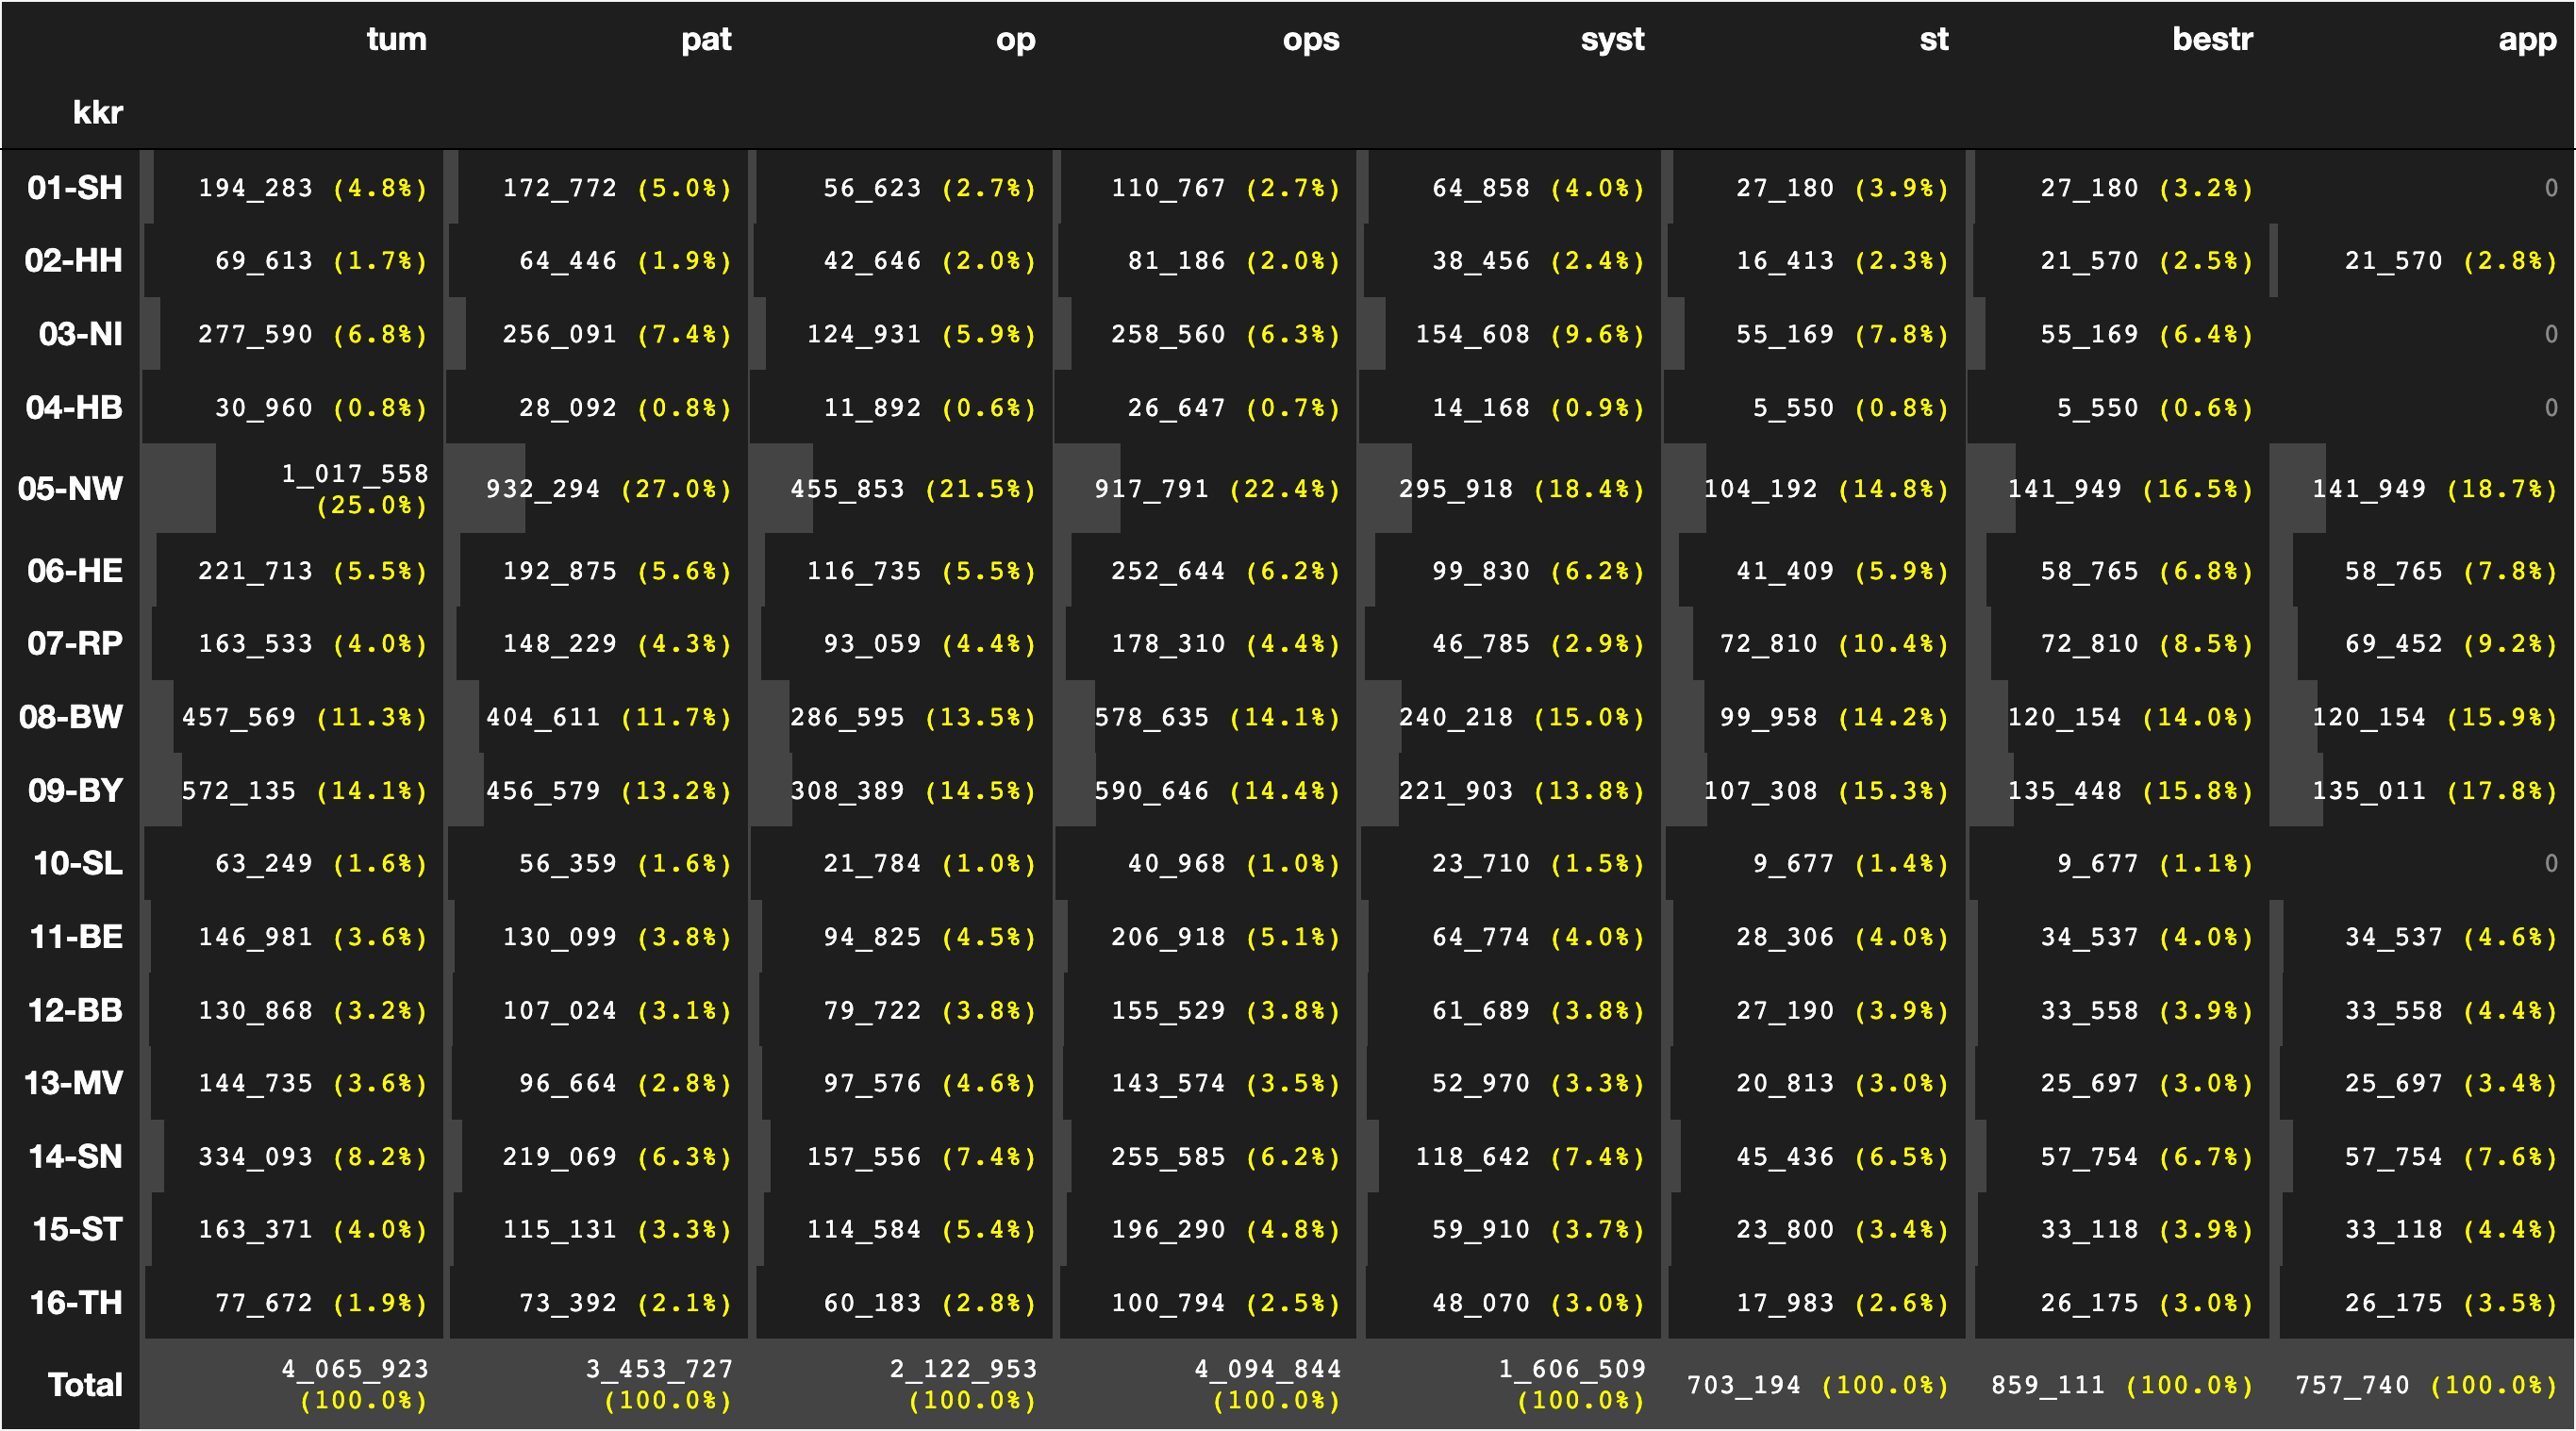 tum pat op ops syst st bestr app
kkr
01-SH 194_283 (4.8%) 172_772 (5.0%) 56_623 (2.7%) 110_767 (2.7%) 64_858 (4.0%) 27_180 (3.9%) 27_180 (3.2%) 0
02-HH 69_613 (1.7%) 64_446 (1.9%) 42_646 (2.0%) 81_186 (2.0%) 38_456 (2.4%) 16_413 (2.3%) 21_570 (2.5%) 21_570 (2.8%)
03-NI 277_590 (6.8%) 256_091 (7.4%) 124_931 (5.9%) 258_560 (6.3%) 154_608 (9.6%) 55_169 (7.8%) 55_169 (6.4%) 0
04-HB 30_960 (0.8%) 28_092 (0.8%) 11_892 (0.6%) 26_647 (0.7%) 14_168 (0.9%) 5_550 (0.8%) 5_550 (0.6%) 0
05-NW 1_017_558 (25.0%) 932_294 (27.0%) 455_853 (21.5%) 917_791 (22.4%) 295_918 (18.4%) 104_192 (14.8%) 141_949 (16.5%) 141_949 (18.7%)
06-HE 221_713 (5.5%) 192_875 (5.6%) 116_735 (5.5%) 252_644 (6.2%) 99_830 (6.2%) 41_409 (5.9%) 58_765 (6.8%) 58_765 (7.8%)
07-RP 163_533 (4.0%) 148_229 (4.3%) 93_059 (4.4%) 178_310 (4.4%) 46_785 (2.9%) 72_810 (10.4%) 72_810 (8.5%) 69_452 (9.2%)
08-BW 457_569 (11.3%) 404_611 (11.7%) 286_595 (13.5%) 578_635 (14.1%) 240_218 (15.0%) 99_958 (14.2%) 120_154 (14.0%) 120_154 (15.9%)
09-BY 572_135 (14.1%) 456_579 (13.2%) 308_389 (14.5%) 590_646 (14.4%) 221_903 (13.8%) 107_308 (15.3%) 135_448 (15.8%) 135_011 (17.8%)
10-SL 63_249 (1.6%) 56_359 (1.6%) 21_784 (1.0%) 40_968 (1.0%) 23_710 (1.5%) 9_677 (1.4%) 9_677 (1.1%) 0
11-BE 146_981 (3.6%) 130_099 (3.8%) 94_825 (4.5%) 206_918 (5.1%) 64_774 (4.0%) 28_306 (4.0%) 34_537 (4.0%) 34_537 (4.6%)
12-BB 130_868 (3.2%) 107_024 (3.1%) 79_722 (3.8%) 155_529 (3.8%) 61_689 (3.8%) 27_190 (3.9%) 33_558 (3.9%) 33_558 (4.4%)
13-MV 144_735 (3.6%) 96_664 (2.8%) 97_576 (4.6%) 143_574 (3.5%) 52_970 (3.3%) 20_813 (3.0%) 25_697 (3.0%) 25_697 (3.4%)
14-SN 334_093 (8.2%) 219_069 (6.3%) 157_556 (7.4%) 255_585 (6.2%) 118_642 (7.4%) 45_436 (6.5%) 57_754 (6.7%) 57_754 (7.6%)
15-ST 163_371 (4.0%) 115_131 (3.3%) 114_584 (5.4%) 196_290 (4.8%) 59_910 (3.7%) 23_800 (3.4%) 33_118 (3.9%) 33_118 (4.4%)
16-TH 77_672 (1.9%) 73_392 (2.1%) 60_183 (2.8%) 100_794 (2.5%) 48_070 (3.0%) 17_983 (2.6%) 26_175 (3.0%) 26_175 (3.5%)
Total 4_065_923 (100.0%) 3_453_727 (100.0%) 2_122_953 (100.0%) 4_094_844 (100.0%) 1_606_509 (100.0%) 703_194 (100.0%) 859_111 (100.0%) 757_740 (100.0%)